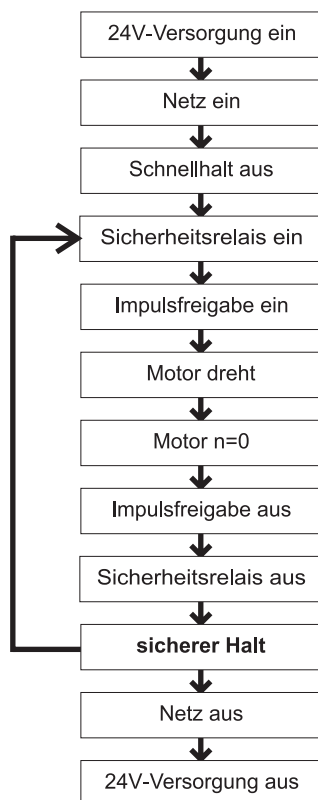 24V-Versorgung ein
Netz ein
Schnellhalt aus
Sicherheitsrelais ein
Impulsfreigabe ein
Motor dreht
Motor n=0
Impulsfreigabe aus
Sicherheitsrelais aus
sicherer Halt
Netz aus
24V-Versorgung aus